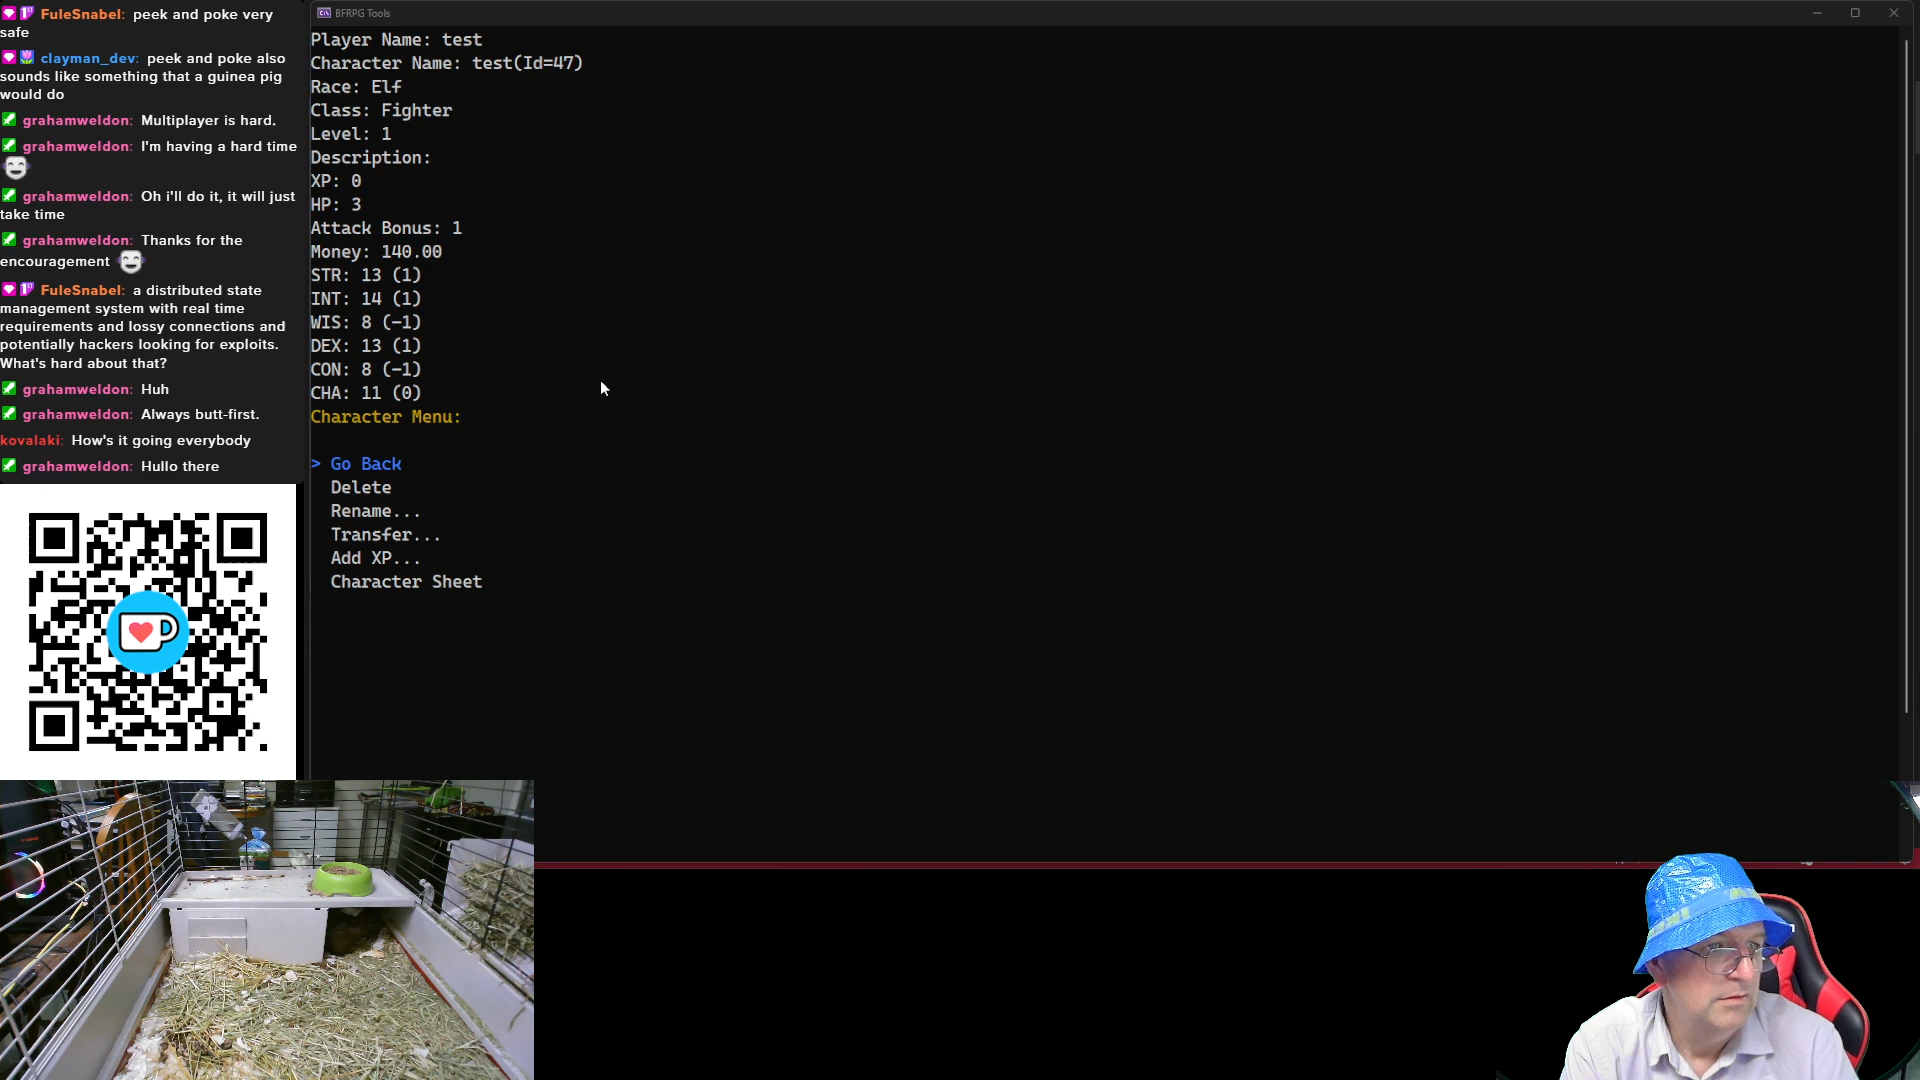 FuleSnabel: peek and poke very
safe
clayman_dev: peek and poke also
sounds like something that a guinea pig
would do
grahamweldon: Multiplayer is hard.
grahamweldon: I'm having a hard time
grahamweldon: Oh i'll do it, it will just
take time
grahamweldon: Thanks for the
encouragement
FuleSnabel: a distributed state
management system with real time
requirements and lossy connections and
potentially hackers looking for exploits.
What's hard about that?
grahamweldon: Huh
grahamweldon: Always butt-first.
kovalaki: How's it going everybody
grahamweldon: Hullo there
BFRPG Tools
Player Name: test
Character Name: test(Id=47)
Race: Elf
Class: Fighter
Level: 1
Description:
XP: 0
HP: 3
Attack Bonus: 1
Money: 140.00
STR: 13 (1)
INT: 14 (1)
WIS: 8 (-1)
DEX: 13 (1)
CON: 8 (-1)
CHA: 11 (0)
Character Menu:
> Go Back
Delete
Rename...
Transfer...
Add XP...
Character Sheet